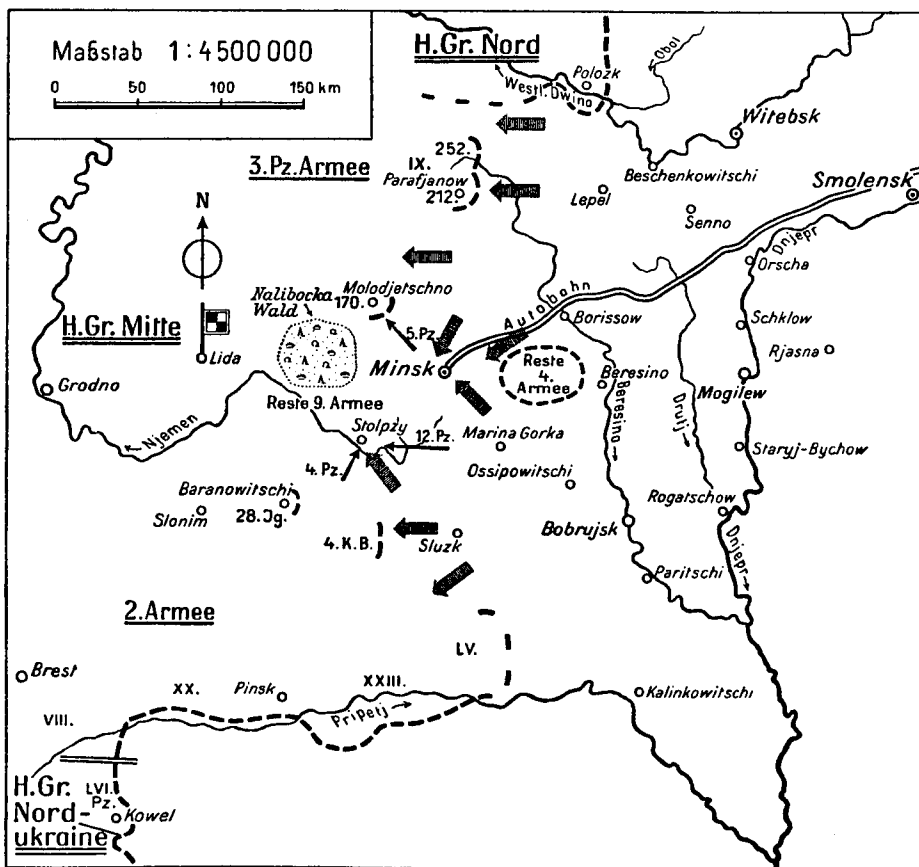 Maßstab 1:4500000
0 50 100 150 km
H.Gr. Nord
Obol
Polozk
Westl. Dwina
Witebsk
252.
3.Pz.Armee
IX.
Parafjanow
212.
Beschenkowitschi
Lepel
Smolensk
Senno
N
Dnjepr
Orscha
Molodjetschno
170.
Nalibocka
Wald
Autobahn
Borissow
Schklow
5.Pz.
H.Gr. Mitte
Rjasna
Lida
Minsk
Reste
4.
Armee
Beresino
Grodno
Mogilew
Reste 9. Armee
Beresino
Drutj
Stolpzy
Njemen
12.Pz.
Marina Gorka
Staryj-Bychow
4. Pz.
Ossipowitschi
Baranowitschi
Slonim
28.Jg.
Rogatschow
Bobrujsk
4.K.B.
Sluzk
Dnjepr
Paritschi
2.Armee
LV.
Brest
XX.
Pinsk
XXIII.
Kalinkowitschi
Pripetj
VIII.
H.Gr.
Nord-
ukraine
LVI.
Pz.
Kowel